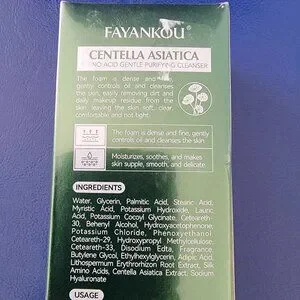 FAYANKOU
CENTELLA ASIATICA
ACID GENTLE PURIFYING CLEANSER
The foam is dense and fine,
gently controls oil and cleanses
the skin, easily removing dirt and
daily makeup residue from the
skin, leaving the skin soft, clear,
comfortable and not tight.
The foam is dense and fine, gently
controls oil and cleanses the skin
Moisturizes, soothes, and makes
skin supple, smooth, and delicate
INGREDIENTS
Water, Glycerin, Palmitic Acid, Stearic Acid,
Myristic Acid, Potassium Hydroxide, Lauric
Acid, Potassium Cocoyl Glycinate, Ceteareth-
30, Behenyl Alcohol, Hydroxyacetophenone,
Potassium Chloride, Phenoxyethanol,
Ceteareth-29, Hydroxypropyl Methylcellulose,
Ceteareth-33, Disodium Edta, Fragrance,
Butylene Glycol, Ethylhexylglycerin, Adipic Acid,
Lithospermum Erythrorhizon Root Extract, Silk
Amino Acids, Centella Asiatica Extract, Sodium
Hyaluronate
USAGE